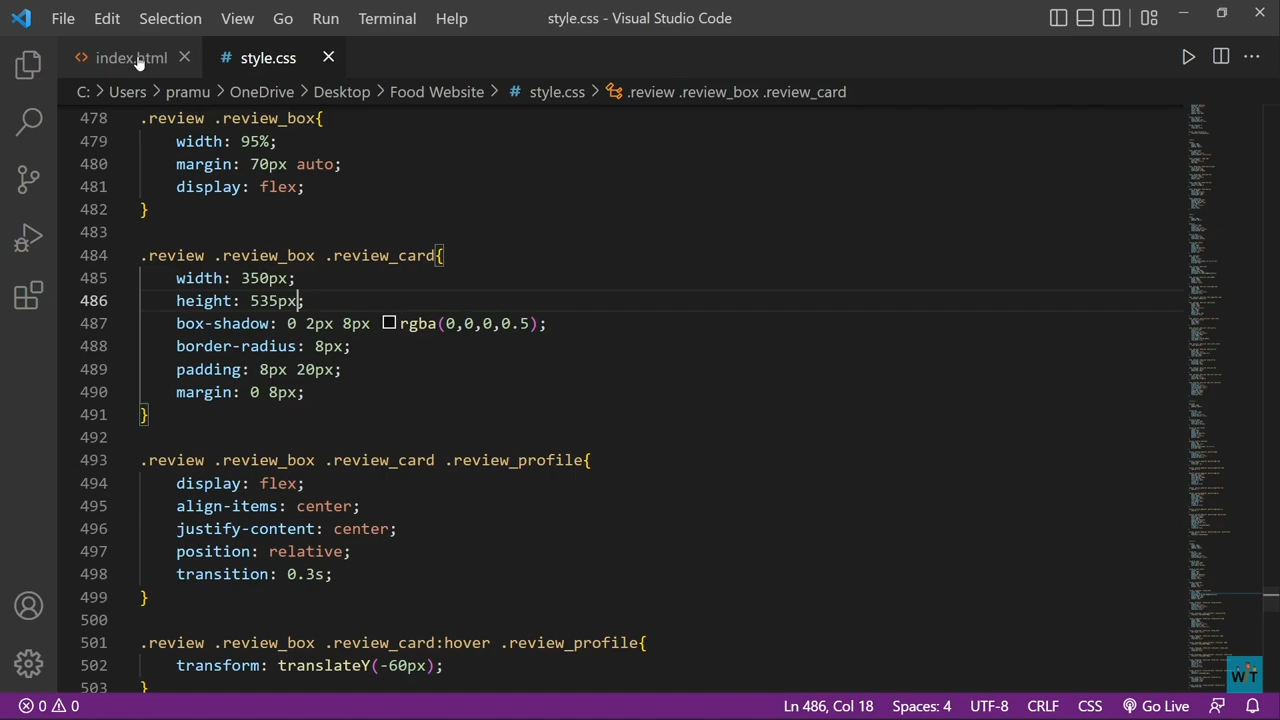 File Edit Selection View Go Run Terminal Help style.css - Visual Studio Code
index.html style.css
C: > Users > pramu > OneDrive > Desktop > Food Website > # style.css > .review .review_box .review_card
478 .review .review_box{
479 width: 95%;
480 margin: 70px auto;
481 display: flex;
482 }
483
484 .review .review_box .review_card{
485 width: 350px;
486 height: 535px;
487 box-shadow: 0 2px 8px rgba(0,0,0, .5);
488 border-radius: 8px;
489 padding: 8px 20px;
490 margin: 0 8px;
491 }
492
493 .review .review_box .review_card .review_profile{
494 display: flex;
495 align-items: center;
496 justify-content: center;
497 position: relative;
498 transition: 0.3s;
499 }
500
501 .review .review_box .review_card:hover .review_profile{
502 transform: translateY(-60px);
503 }
WT
0 0 Ln 486, Col 18 Spaces: 4 UTF-8 CRLF CSS Go Live